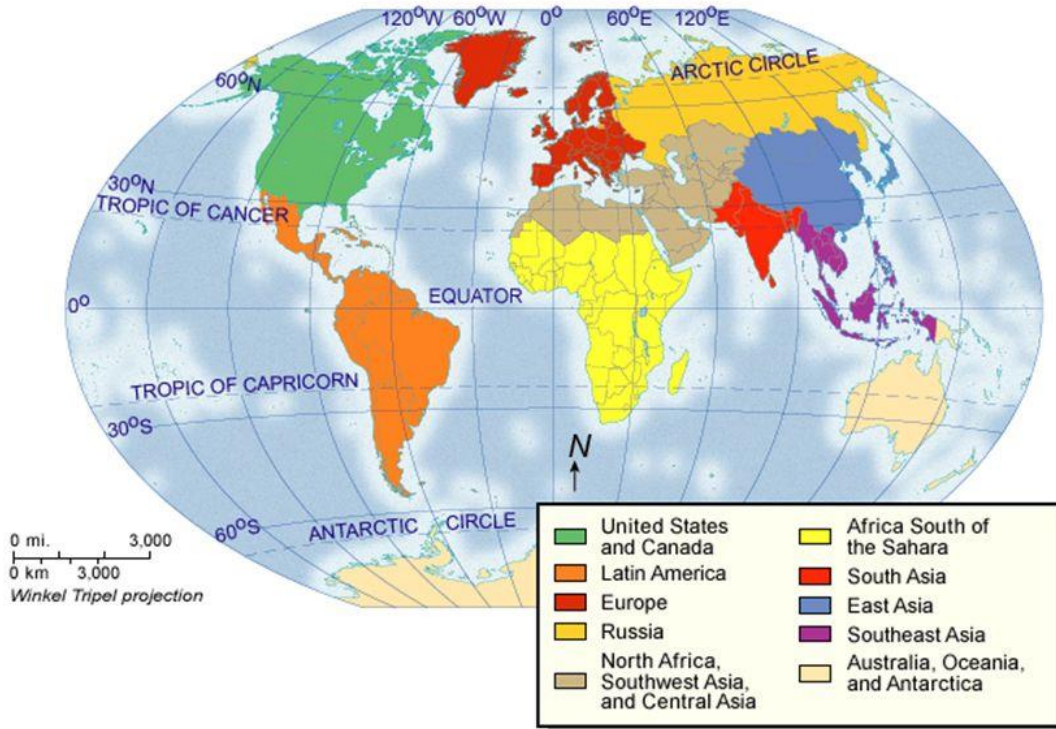 120°W 60°W 0° 60°E 120°E
ARCTIC CIRCLE
60°N
30°N
TROPIC OF CANCER
EQUATOR
0°
TROPIC OF CAPRICORN
30°S
N
60°S
ANTARCTIC CIRCLE
0 mi. 3,000
0 km 3,000
Winkel Tripel projection
United States
and Canada
Latin America
Europe
Russia
North Africa,
Southwest Asia,
and Central Asia
Africa South of
the Sahara
South Asia
East Asia
Southeast Asia
Australia, Oceania,
and Antarctica